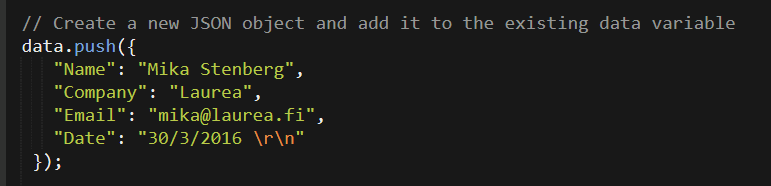 // Create a new JSON object and add it to the existing data variable
data.push({
"Name": "Mika Stenberg",
"Company": "Laurea",
"Email": "mika@laurea.fi",
"Date": "30/3/2016 \r\n"
});